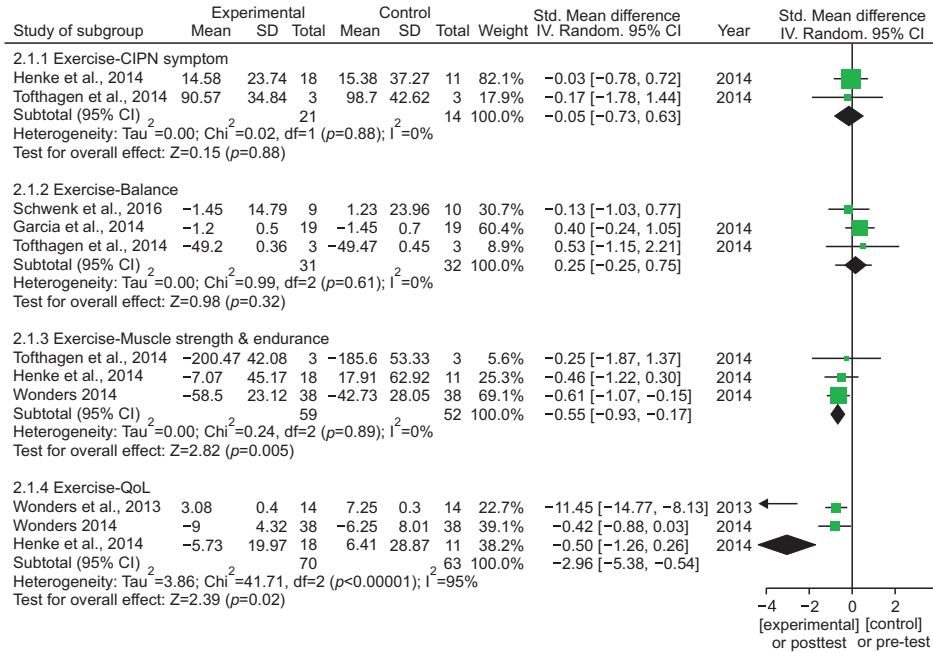 Experimental Control Std. Mean difference Std. Mean difference
Study of subgroup Mean SD Total Mean SD Total Weight IV. Random. 95% CI Year IV. Random. 95% CI
2.1.1 Exercise-CIPN symptom
Henke et al., 2014 14.58 23.74 18 15.38 37.27 11 82.1% −0.03 [−0.78, 0.72] 2014
Tofthagen et al., 2014 90.57 34.84 3 98.7 42.62 3 17.9% −0.17 [−1.78, 1.44] 2014
Subtotal (95% CI) 21 14 100.0% −0.05 [−0.73, 0.63]
Heterogeneity: Tau²=0.00; Chi²=0.02, df=1 (p=0.88); I²=0%
Test for overall effect: Z=0.15 (p=0.88)
2.1.2 Exercise-Balance
Schwenk et al., 2016 −1.45 14.79 9 1.23 23.96 10 30.7% −0.13 [−1.03, 0.77]
Garcia et al., 2014 −1.2 0.5 19 −1.45 0.7 19 60.4% 0.40 [−0.24, 1.05] 2014
Tofthagen et al., 2014 −49.2 0.36 3 −49.47 0.45 3 8.9% 0.53 [−1.15, 2.21] 2014
Subtotal (95% CI) 31 32 100.0% 0.25 [−0.25, 0.75]
Heterogeneity: Tau²=0.00; Chi²=0.99, df=2 (p=0.61); I²=0%
Test for overall effect: Z=0.98 (p=0.32)
2.1.3 Exercise-Muscle strength & endurance
Tofthagen et al., 2014 −200.47 42.08 3 −185.6 53.33 3 5.6% −0.25 [−1.87, 1.37] 2014
Henke et al., 2014 −7.07 45.17 18 17.91 62.92 11 25.3% −0.46 [−1.22, 0.30] 2014
Wonders 2014 −58.5 23.12 38 −42.73 28.05 38 69.1% −0.61 [−1.07, −0.15] 2014
Subtotal (95% CI) 59 52 100.0% −0.55 [−0.93, −0.17]
Heterogeneity: Tau²=0.00; Chi²=0.24, df=2 (p=0.89); I²=0%
Test for overall effect: Z=2.82 (p=0.005)
2.1.4 Exercise-QoL
Wonders et al., 2013 3.08 0.4 14 7.25 0.3 14 22.7% −11.45 [−14.77, −8.13] 2013
Wonders 2014 −9 4.32 38 −6.25 8.01 38 39.1% −0.42 [−0.88, 0.03] 2014
Henke et al., 2014 −5.73 19.97 18 6.41 28.87 11 38.2% −0.50 [−1.26, 0.26] 2014
Subtotal (95% CI) 70 63 100.0% −2.96 [−5.38, −0.54]
Heterogeneity: Tau²=3.86; Chi²=41.71, df=2 (p<0.00001); I²=95%
Test for overall effect: Z=2.39 (p=0.02)
−4 −2 0 2
[experimental] [control]
or posttest or pre-test